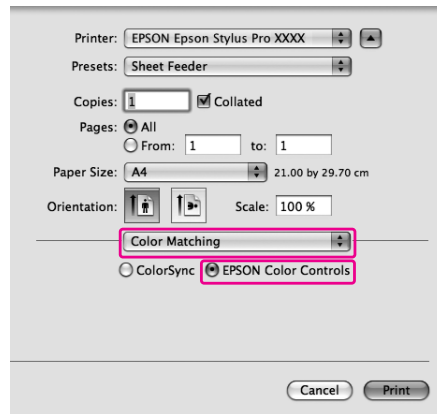 Printer: EPSON Epson Stylus Pro XXXX
Presets: Sheet Feeder
Copies: 1 Collated
Pages: All
From: 1 to: 1
Paper Size: A4 21.00 by 29.70 cm
Orientation: Scale: 100 %
Color Matching
ColorSync EPSON Color Controls
Cancel Print